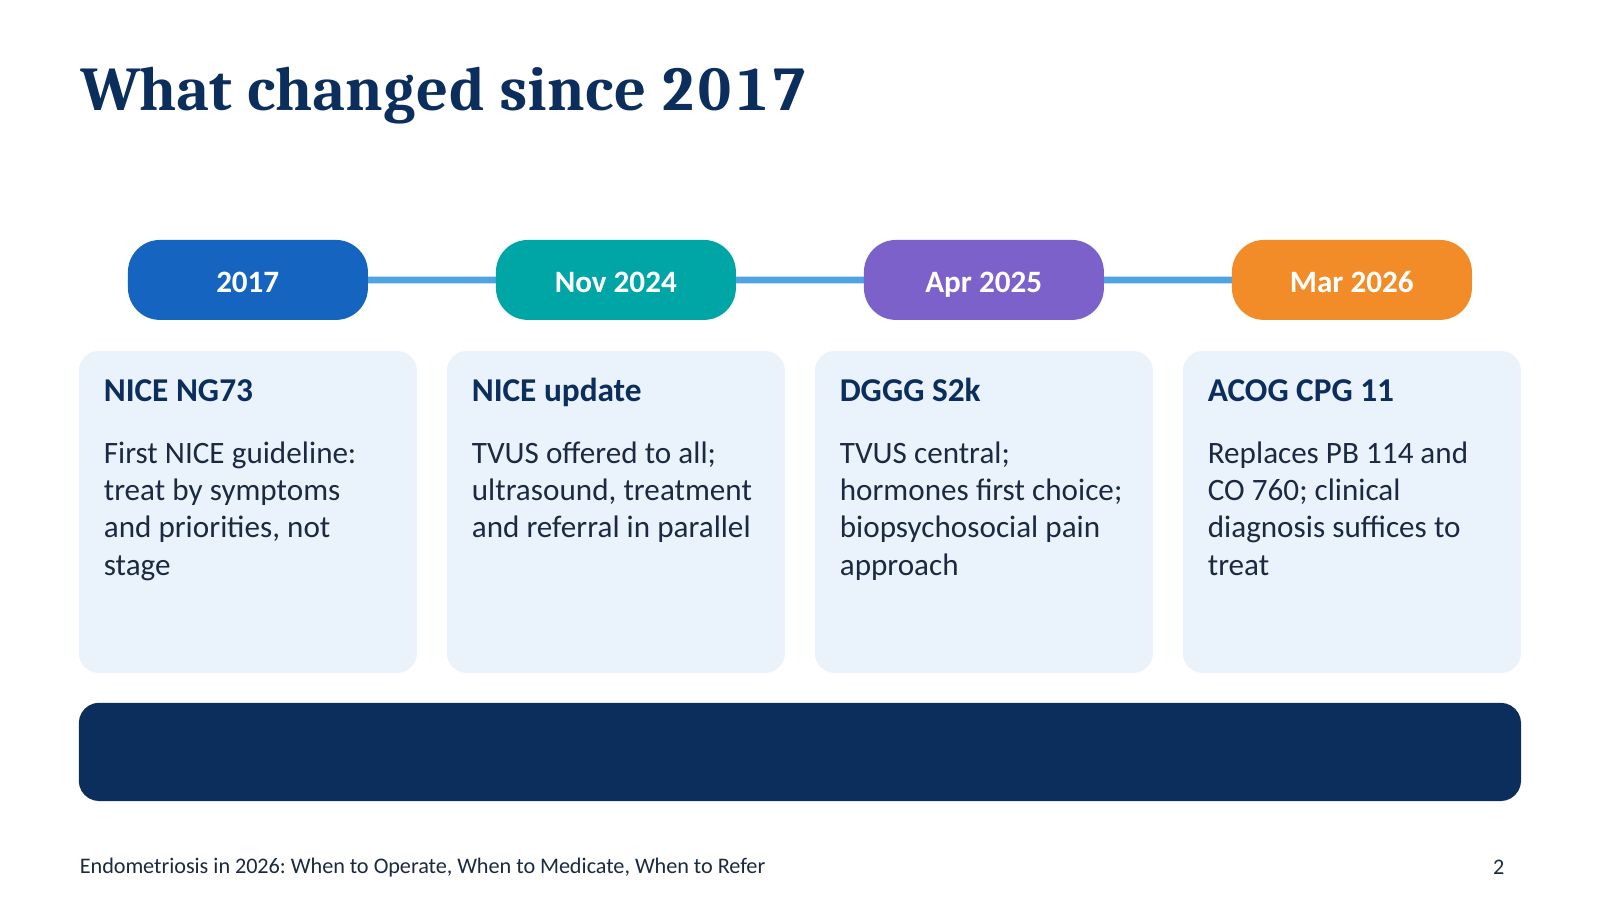 What changed since 2017
2017
Nov 2024
Apr 2025
Mar 2026
NICE NG73
First NICE guideline:
treat by symptoms
and priorities, not
stage
NICE update
TVUS offered to all;
ultrasound, treatment
and referral in parallel
DGGG S2k
TVUS central;
hormones first choice;
biopsychosocial pain
approach
ACOG CPG 11
Replaces PB 114 and
CO 760; clinical
diagnosis suffices to
treat
Endometriosis in 2026: When to Operate, When to Medicate, When to Refer
2